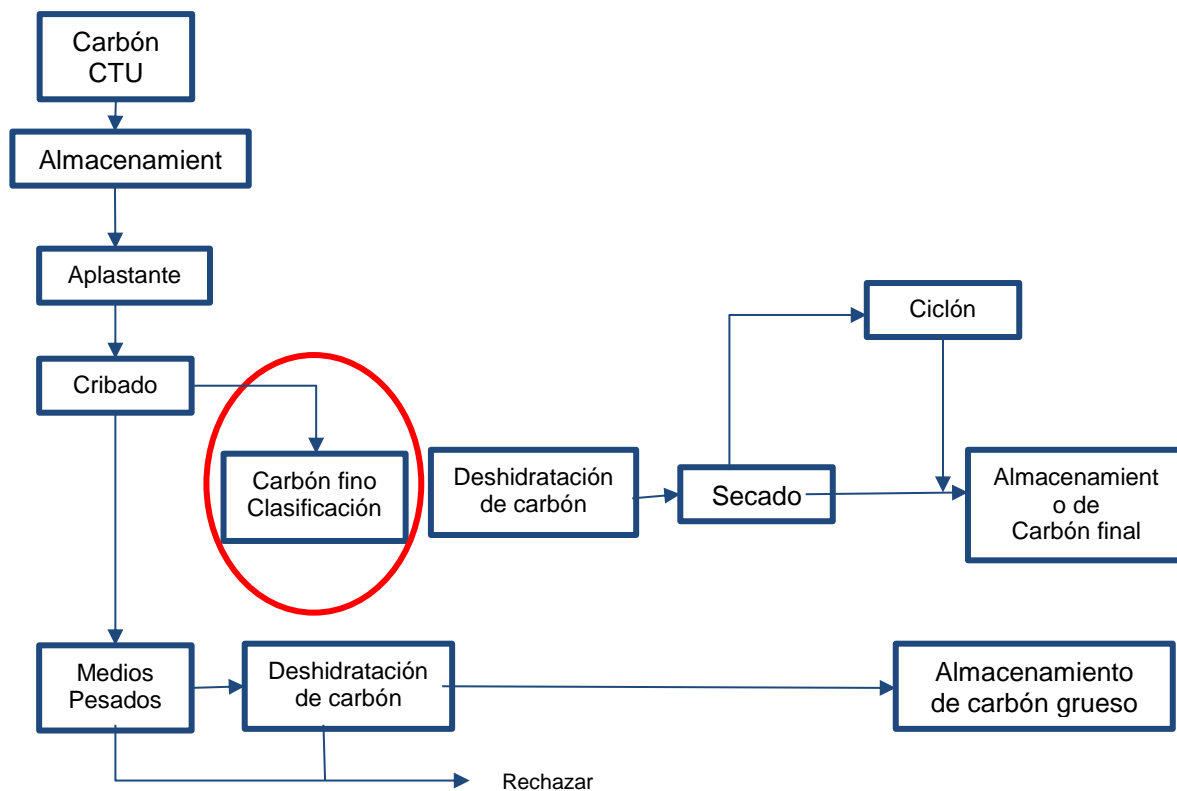 Carbón
CTU
Almacenamient
Aplastante
Ciclón
Cribado
Carbón fino
Clasificación
Deshidratación
de carbón
Secado
Almacenamient
o de
Carbón final
Medios
Pesados
Deshidratación
de carbón
Almacenamiento
de carbón grueso
Rechazar